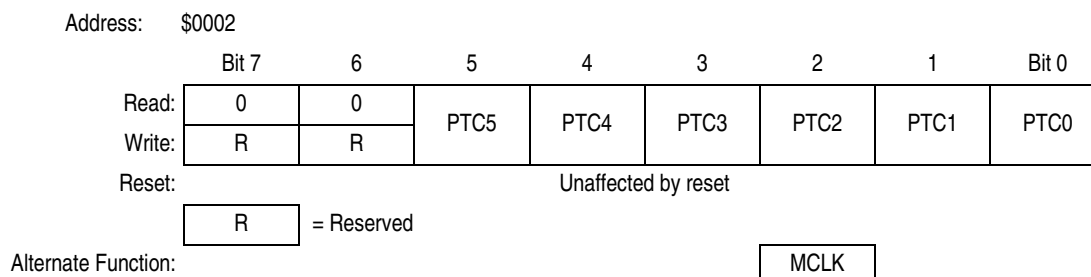 Address: $0002
Bit 7 6 5 4 3 2 1 Bit 0
Read: 0 0 PTC5 PTC4 PTC3 PTC2 PTC1 PTC0
Write: R R
Reset: Unaffected by reset
R = Reserved
Alternate Function: MCLK